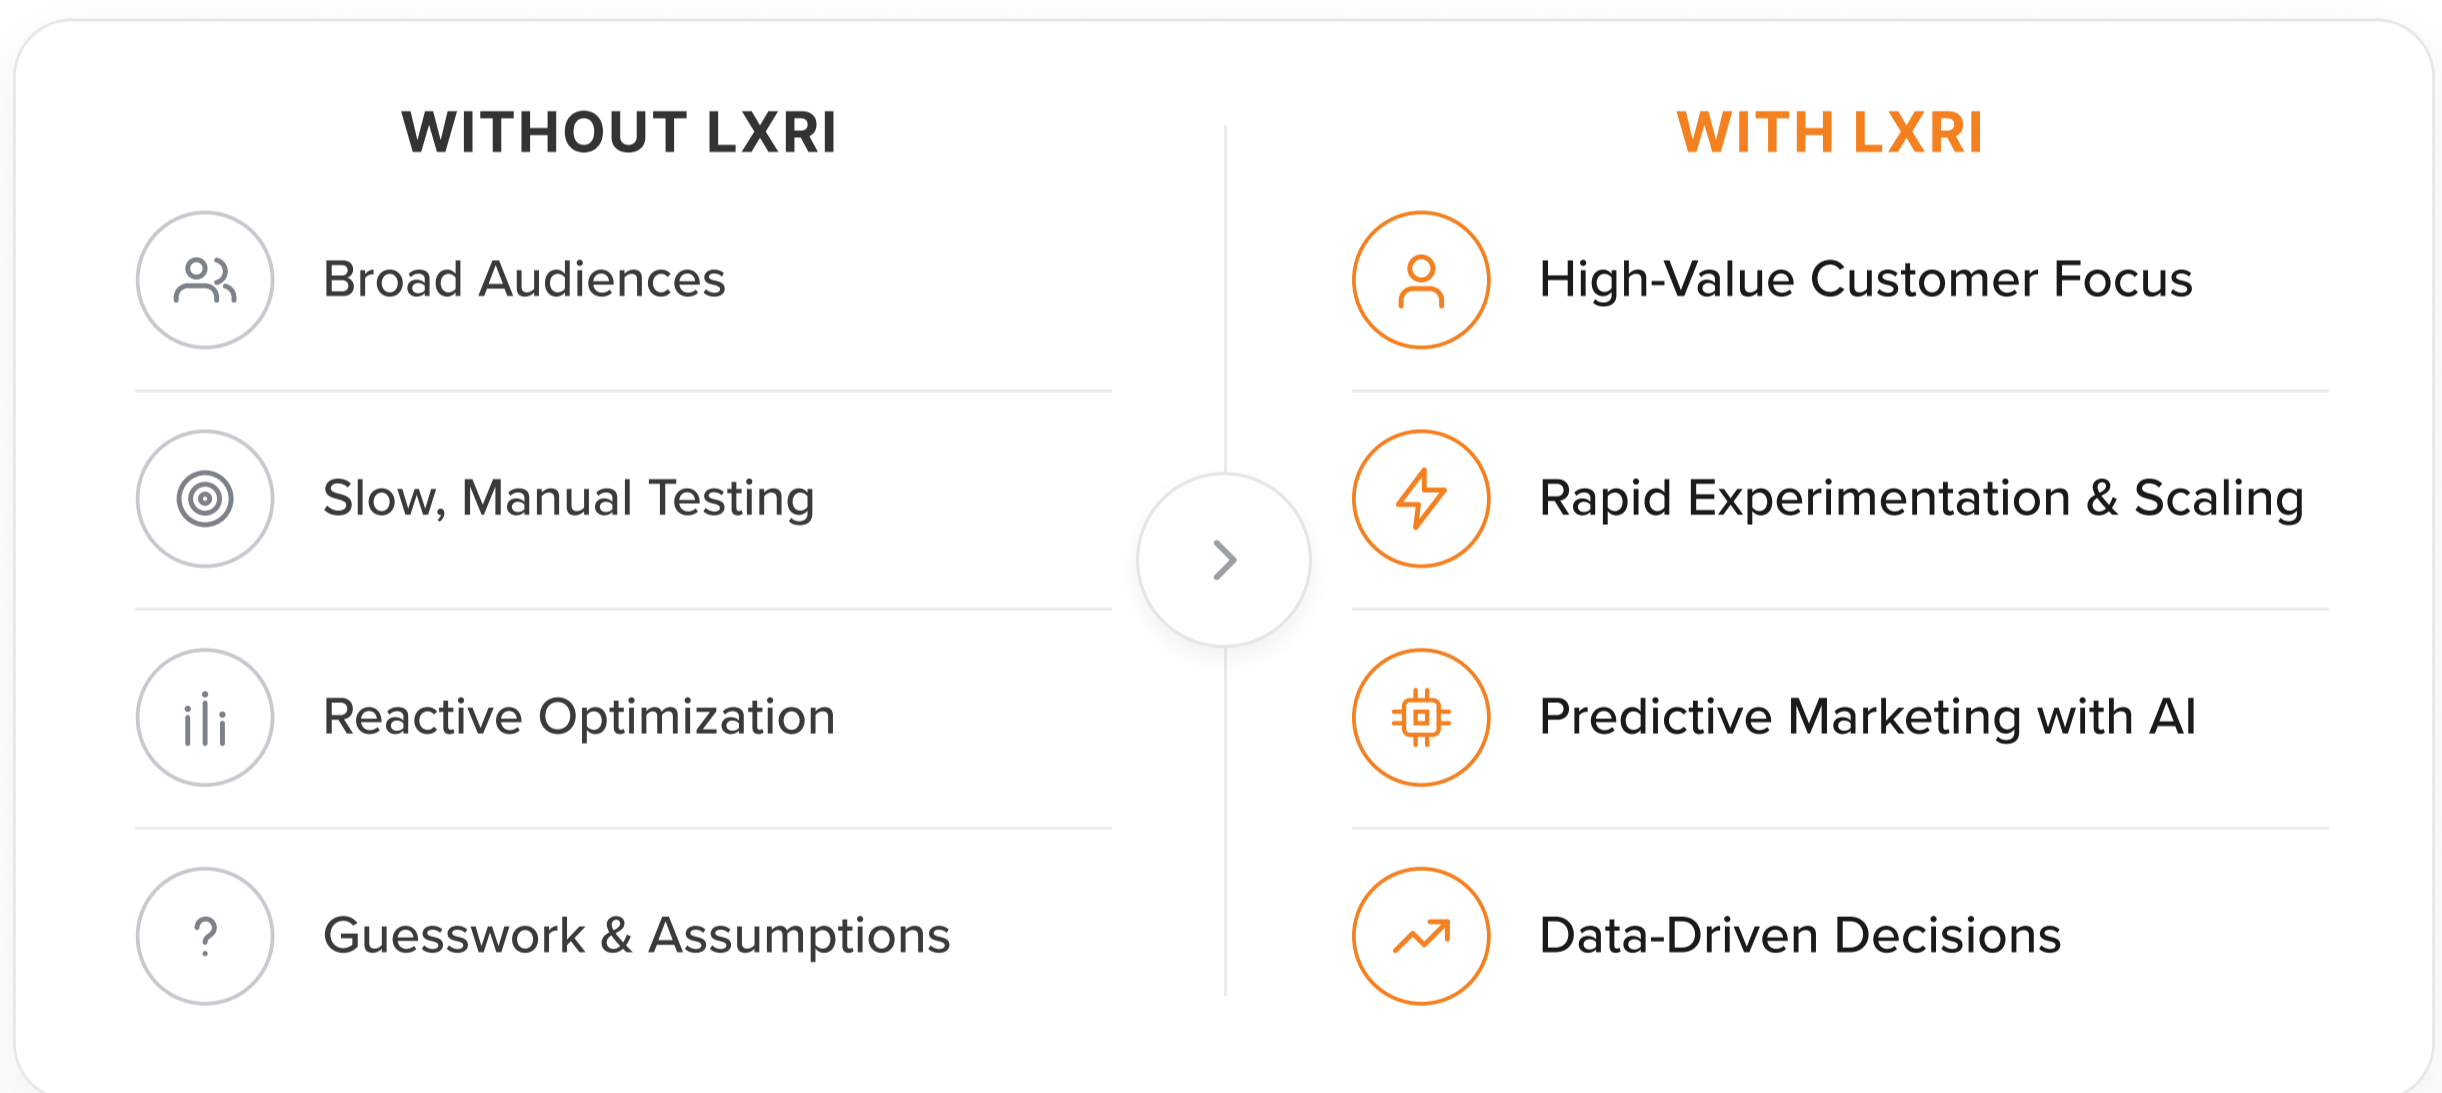 WITHOUT LXRI
Broad Audiences
Slow, Manual Testing
Reactive Optimization
?
Guesswork & Assumptions
WITH LXRI
High-Value Customer Focus
Rapid Experimentation & Scaling
Predictive Marketing with AI
Data-Driven Decisions